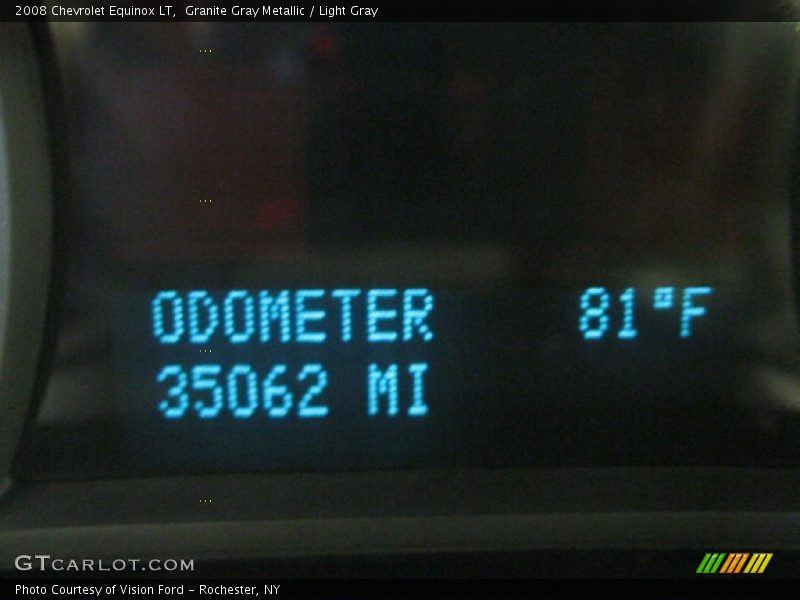 2008 Chevrolet Equinox LT,  Granite Gray Metallic / Light Gray
ODOMETER 81°F
35062 MI
GTCARLOT.COM
Photo Courtesy of Vision Ford – Rochester, NY